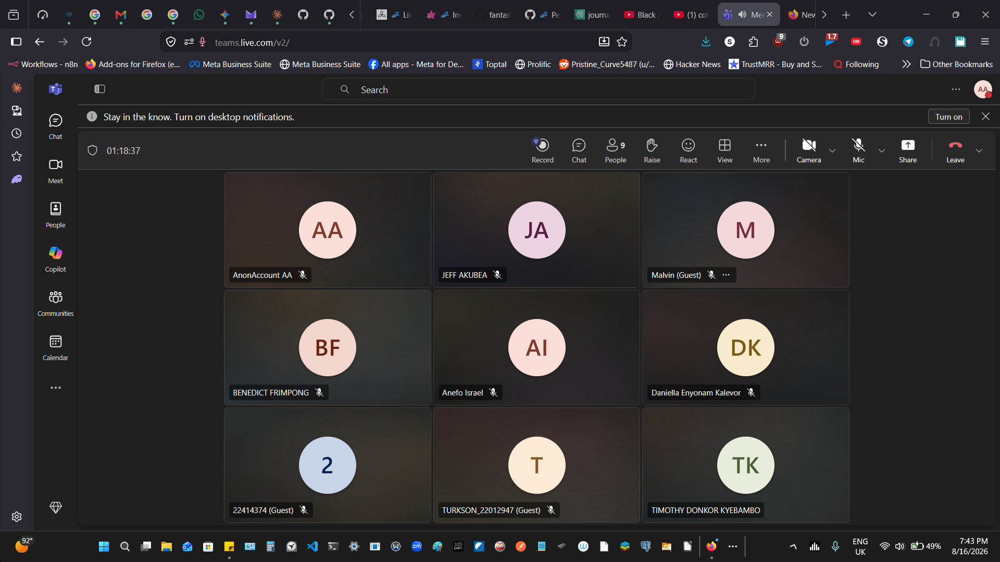 Lin
Ins
fantas
Pe
journa
Black
(1) col
Mee
New
teams.live.com/v2/
9
S
1.7
Workflows - n8n
Add-ons for Firefox (e...
Meta Business Suite
Meta Business Suite
All apps - Meta for De...
Toptal
Prolific
Pristine_Curve5487 (u/...
Hacker News
TrustMRR - Buy and S...
Following
Other Bookmarks
Search
AA
Stay in the know. Turn on desktop notifications.
Turn on
Chat
Meet
People
Copilot
Communities
Calendar
01:18:37
Record
Chat
9
People
Raise
React
View
More
Camera
Mic
Share
Leave
AA
AnonAccount AA
JA
JEFF AKUBEA
M
Malvin (Guest)
BF
BENEDICT FRIMPONG
AI
Anefo Israel
DK
Daniella Enyonam Kalevor
2
22414374 (Guest)
T
TURKSON_22012947 (Guest)
TK
TIMOTHY DONKOR KYEBAMBO
92°
zm
XP
pen
ENG
UK
49%
7:43 PM
8/16/2026